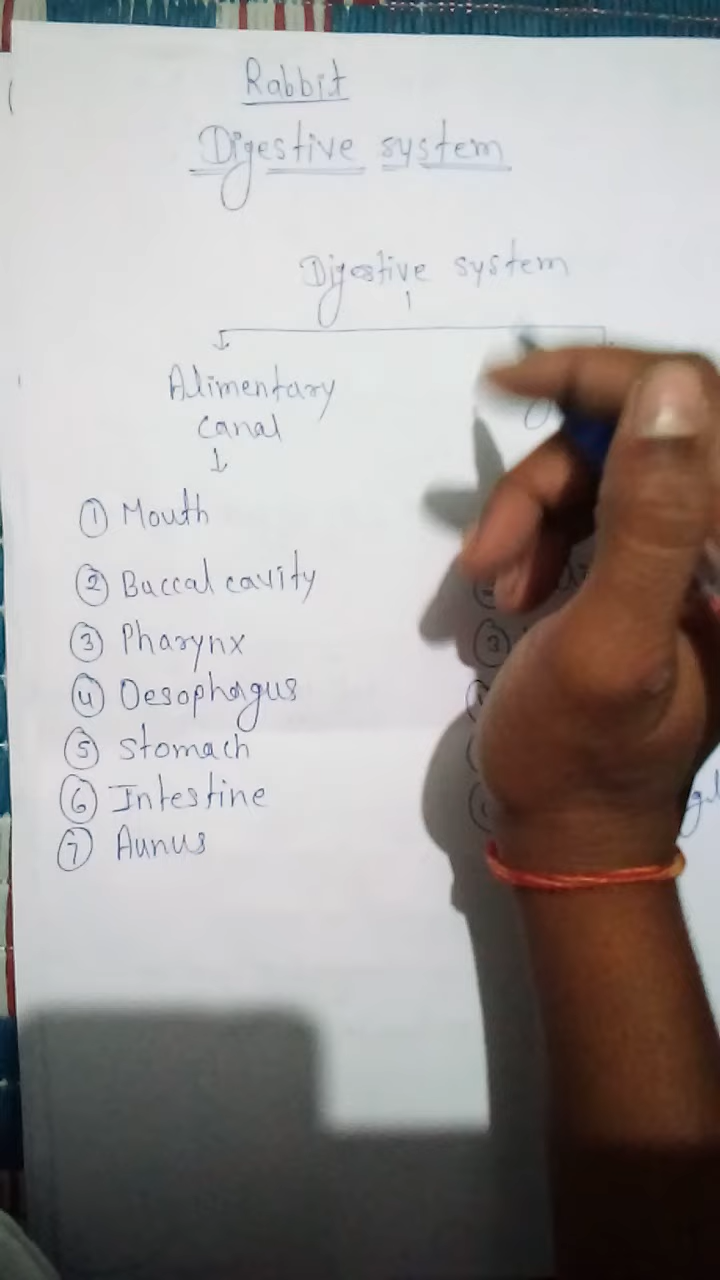 Rabbit
Digestive system
Digestive system
Alimentary
canal
① Mouth
② Buccal cavity
③ Pharynx
④ Oesophagus
⑤ Stomach
⑥ Intestine
⑦ Aunus
③